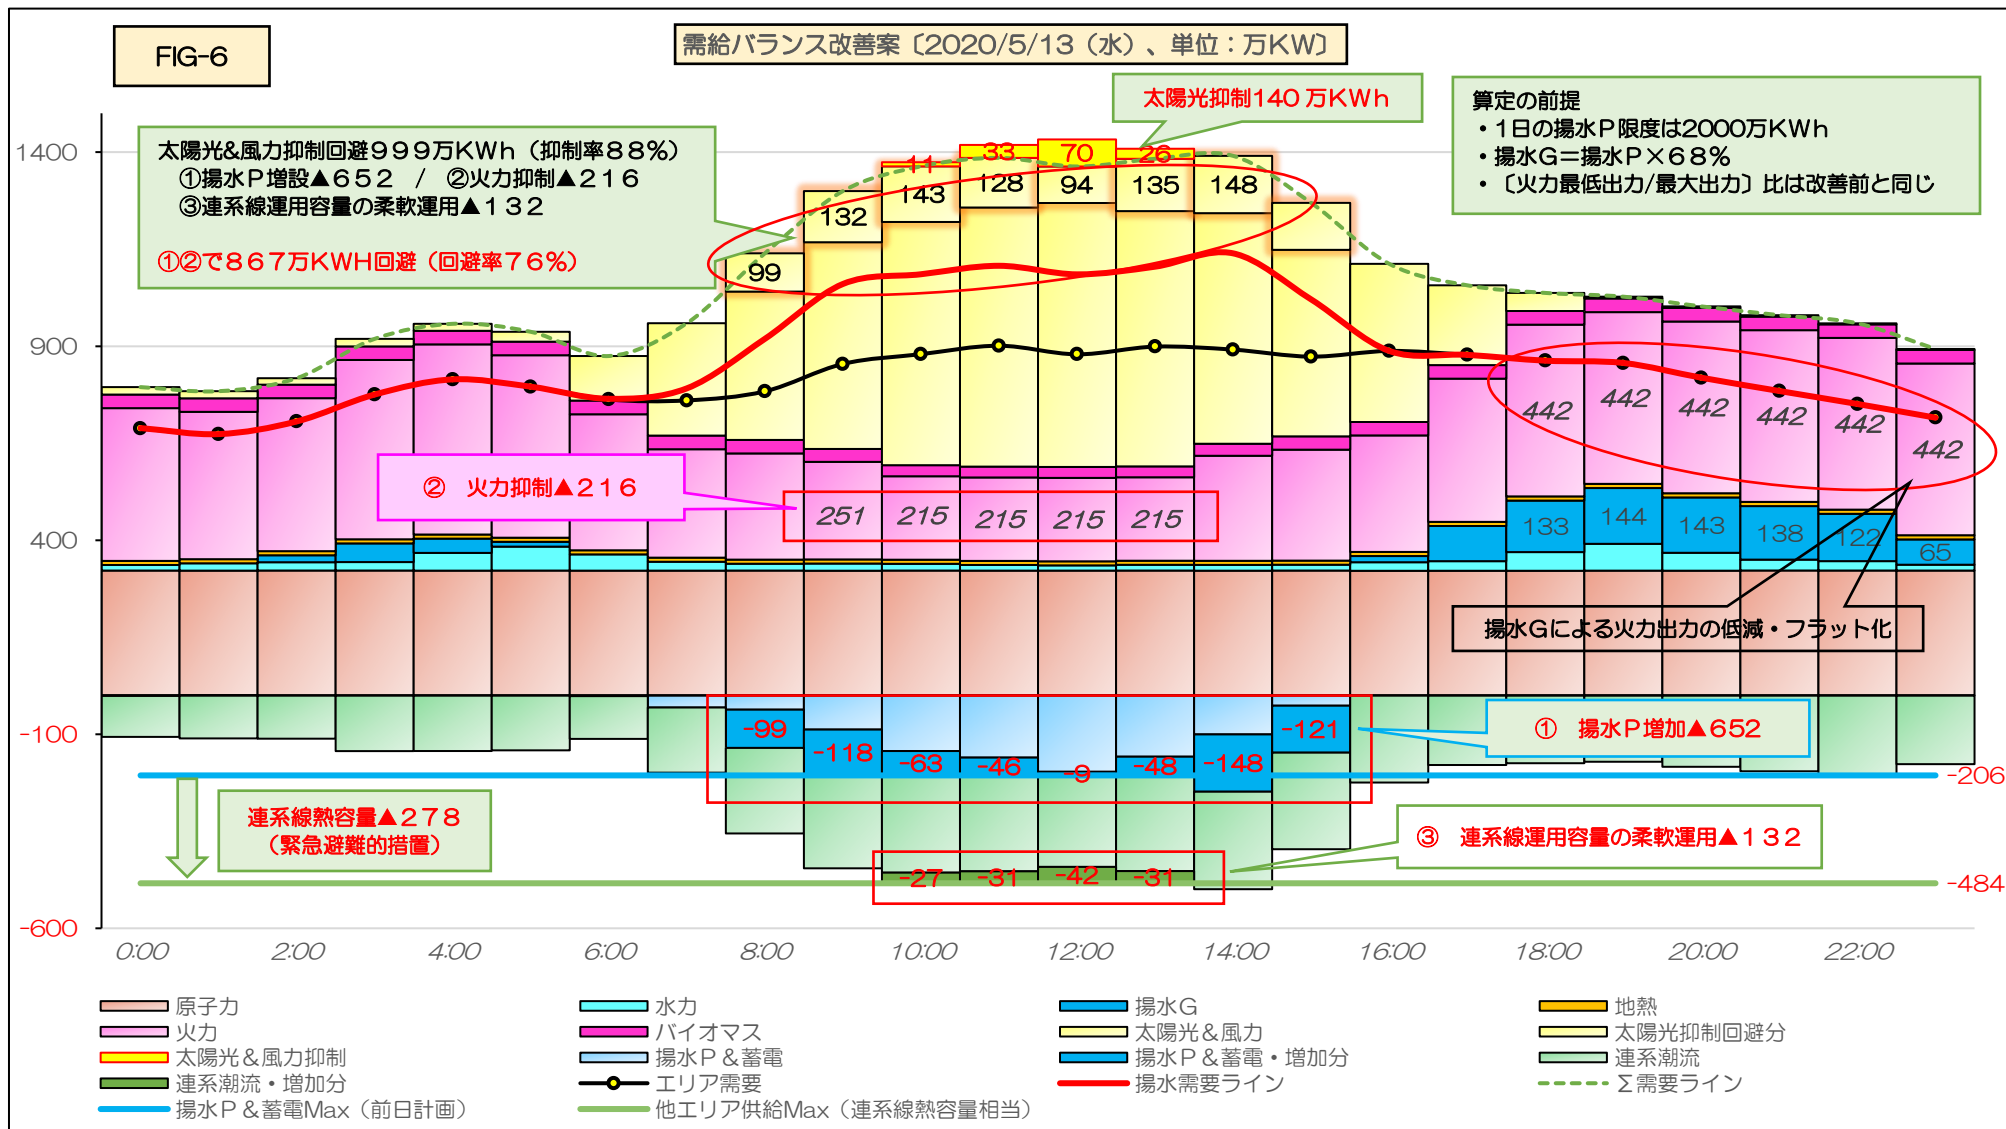 FIG-6
需給バランス改善案〔2020/5/13（水）、単位：万KW〕
太陽光抑制140万KWh
太陽光&風力抑制回避999万KWh（抑制率88%）
①揚水P増設▲652 / ②火力抑制▲216
③連系線運用容量の柔軟運用▲132
①②で867万KWH回避（回避率76%）
算定の前提
・1日の揚水P限度は2000万KWh
・揚水G＝揚水P×68%
・〔火力最低出力/最大出力〕比は改善前と同じ
1400
900
400
-100
-600
11
33
70
26
99
132
143
128
94
135
148
② 火力抑制▲216
251
215
215
215
215
442
442
442
442
442
442
133
144
143
138
122
65
揚水Gによる火力出力の低減・フラット化
-99
-118
-63
-46
-9
-48
-148
-121
① 揚水P増加▲652
-206
連系線熱容量▲278
（緊急避難的措置）
-27
-31
-42
-31
③ 連系線運用容量の柔軟運用▲132
-484
0:00 2:00 4:00 6:00 8:00 10:00 12:00 14:00 16:00 18:00 20:00 22:00
原子力 水力 揚水G 地熱
火力 バイオマス 太陽光＆風力 太陽光抑制回避分
太陽光＆風力抑制 揚水P＆蓄電 揚水P＆蓄電・増加分 連系潮流
連系潮流・増加分 エリア需要 揚水需要ライン Σ需要ライン
揚水P＆蓄電Max（前日計画） 他エリア供給Max（連系線熱容量相当）